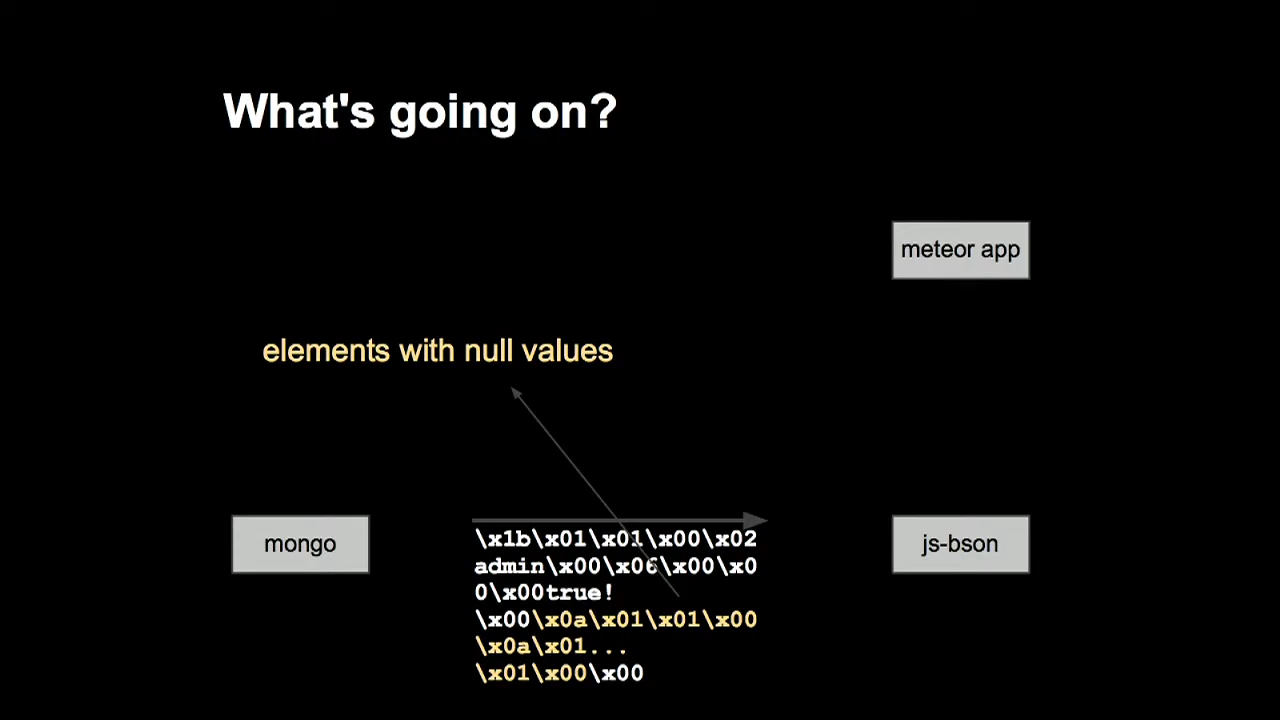 What's going on?
meteor app
elements with null values
mongo
\x1b\x01\x01\x00\x02
admin\x00\x06\x00\x0
0\x00true!
\x00\x0a\x01\x01\x00
\x0a\x01...
\x01\x00\x00
js-bson